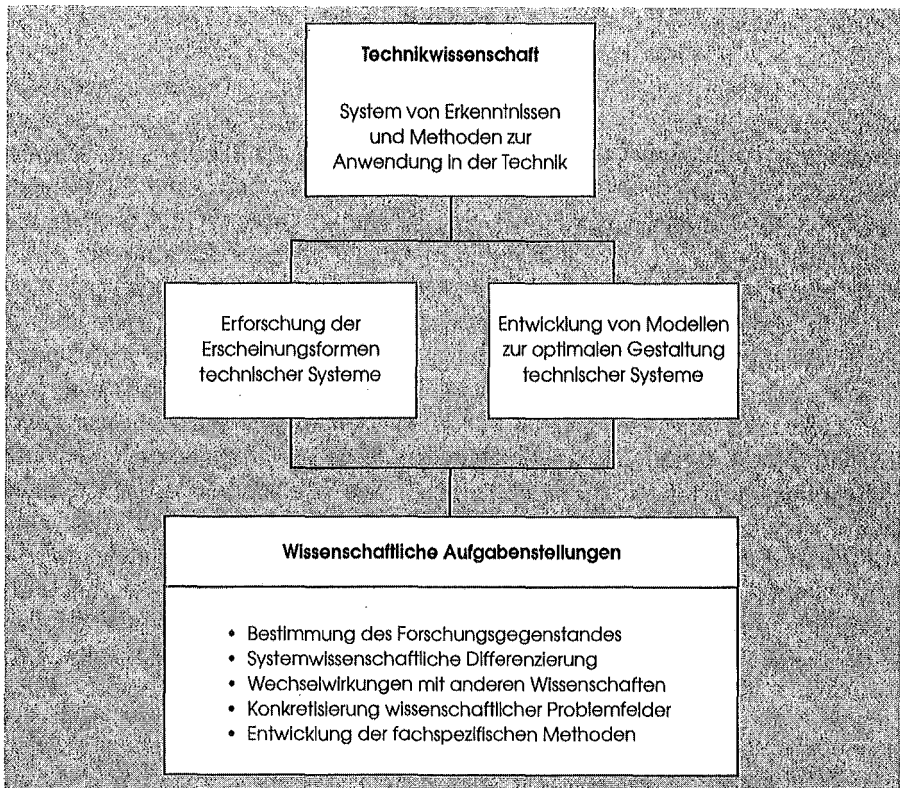 Technikwissenschaft
System von Erkenntnissen
und Methoden zur
Anwendung in der Technik
Erforschung der
Erscheinungsformen
technischer Systeme
Entwicklung von Modellen
zur optimalen Gestaltung
technischer Systeme
Wissenschaftliche Aufgabenstellungen
• Bestimmung des Forschungsgegenstandes
• Systemwissenschaftliche Differenzierung
• Wechselwirkungen mit anderen Wissenschaften
• Konkretisierung wissenschaftlicher Problemfelder
• Entwicklung der fachspezifischen Methoden